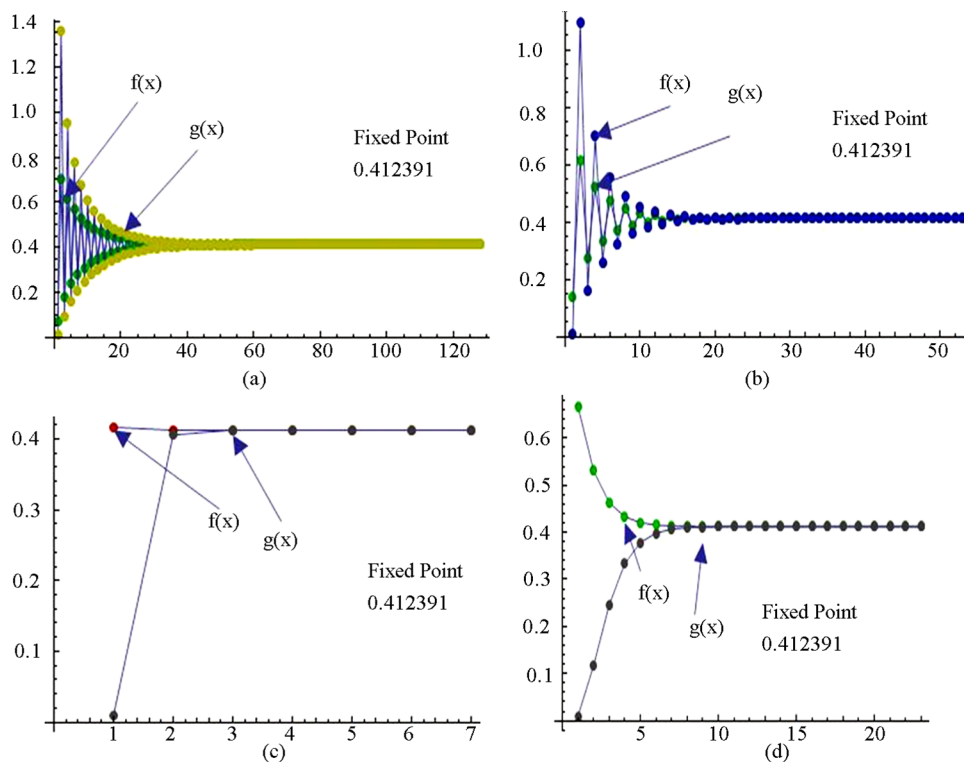 1.4
1.2
1.0
0.8
0.6
0.4
0.2
f(x)
g(x)
Fixed Point
0.412391
20 40 60 80 100 120
(a)
1.0
0.8
0.6
0.4
0.2
f(x)
g(x)
Fixed Point
0.412391
10 20 30 40 50
(b)
0.4
0.3
0.2
0.1
f(x)
g(x)
Fixed Point
0.412391
1 2 3 4 5 6 7
(c)
0.6
0.5
0.4
0.3
0.2
0.1
f(x)
g(x)
Fixed Point
0.412391
5 10 15 20
(d)